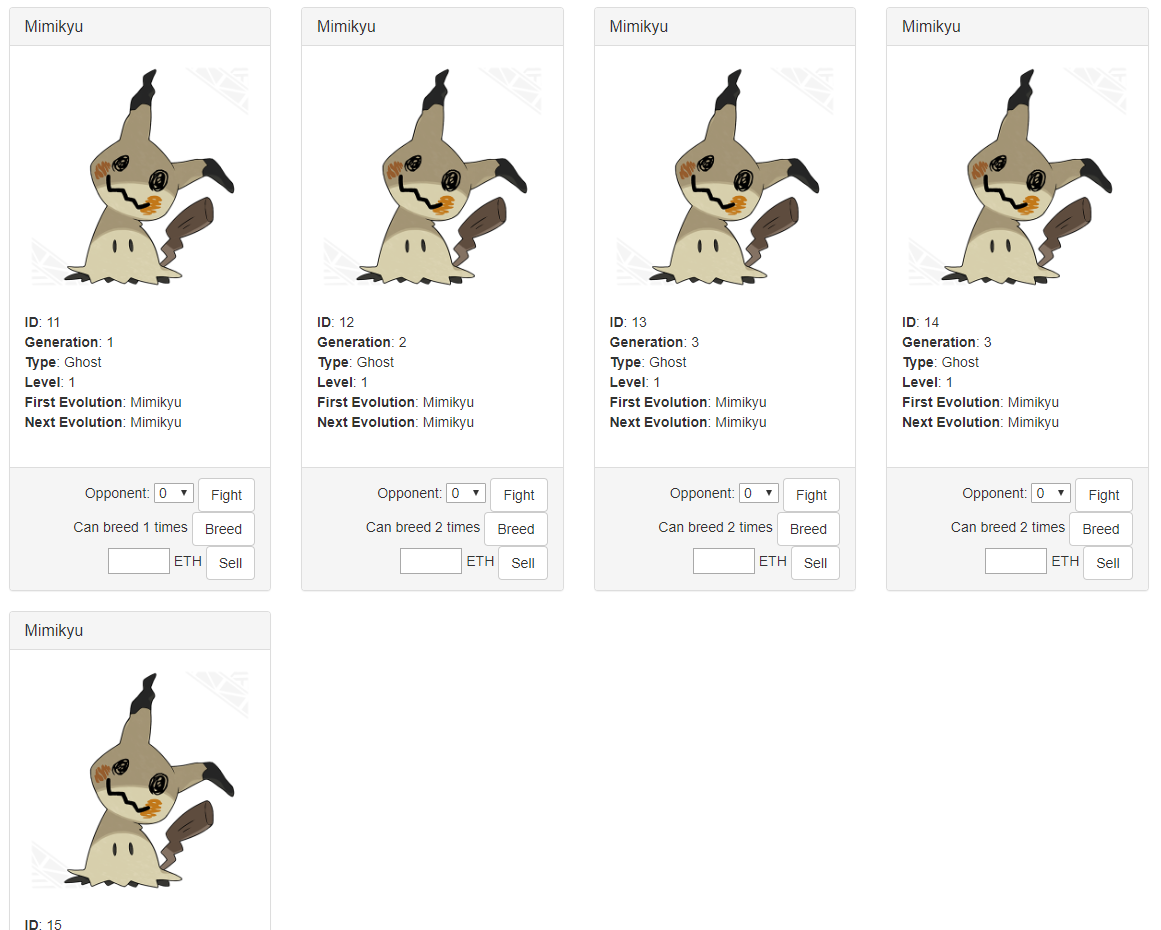 Mimikyu
ID: 11
Generation: 1
Type: Ghost
Level: 1
First Evolution: Mimikyu
Next Evolution: Mimikyu
Opponent: 0 Fight
Can breed 1 times Breed
ETH Sell
Mimikyu
ID: 12
Generation: 2
Type: Ghost
Level: 1
First Evolution: Mimikyu
Next Evolution: Mimikyu
Opponent: 0 Fight
Can breed 2 times Breed
ETH Sell
Mimikyu
ID: 13
Generation: 3
Type: Ghost
Level: 1
First Evolution: Mimikyu
Next Evolution: Mimikyu
Opponent: 0 Fight
Can breed 2 times Breed
ETH Sell
Mimikyu
ID: 14
Generation: 3
Type: Ghost
Level: 1
First Evolution: Mimikyu
Next Evolution: Mimikyu
Opponent: 0 Fight
Can breed 2 times Breed
ETH Sell
Mimikyu
ID: 15